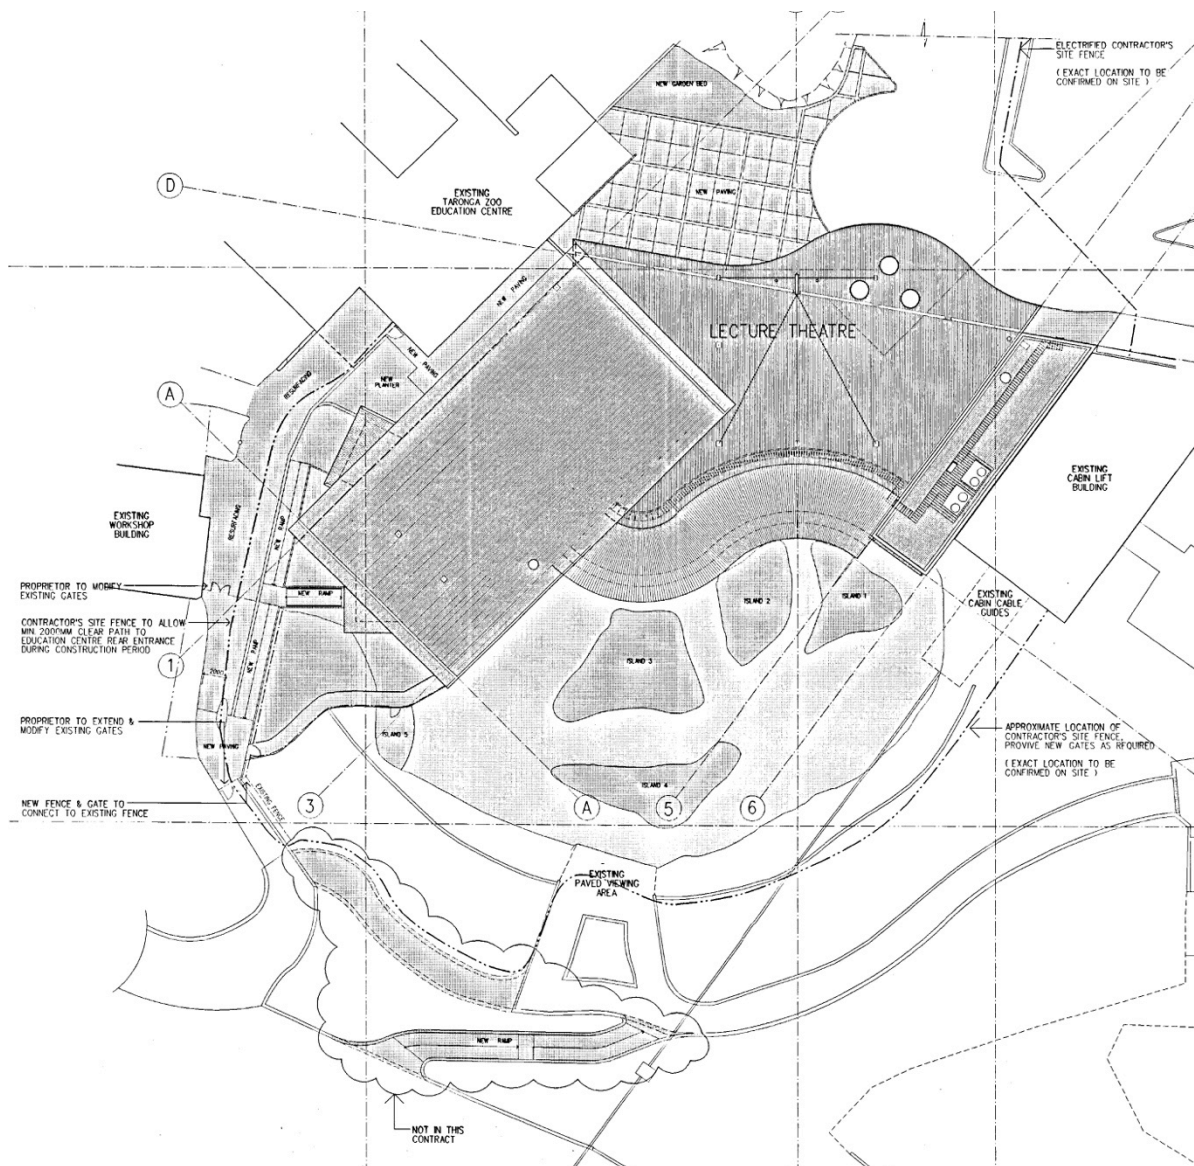 ELECTRIFIED CONTRACTOR'S
SITE FENCE
( EXACT LOCATION TO BE
CONFIRMED ON SITE )
NEW GARDEN BED
D
EXISTING
TARONGA ZOO
EDUCATION CENTRE
NEW PAVING
NEW PAVING
LECTURE THEATRE
NEW PAVING
RESURFACING
NEW
PLANTER
A
EXISTING
CABIN LIFT
BUILDING
EXISTING
WORKSHOP
BUILDING
RESURFACING
NEW RAMP
PROPRIETOR TO MODIFY
EXISTING GATES
NEW RAMP
ISLAND 2
ISLAND 1
EXISTING
CABIN CABLE
GUIDES
CONTRACTOR'S SITE FENCE TO ALLOW
MIN. 2000MM CLEAR PATH TO
EDUCATION CENTRE REAR ENTRANCE
DURING CONSTRUCTION PERIOD
1
NEW RAMP
ISLAND 3
2000
PROPRIETOR TO EXTEND &
MODIFY EXISTING GATES
ISLAND 5
APPROXIMATE LOCATION OF
CONTRACTOR'S SITE FENCE,
PROVIVE NEW GATES AS REQUIRED
( EXACT LOCATION TO BE
CONFIRMED ON SITE )
NEW PAVING
ISLAND 4
NEW FENCE & GATE TO
CONNECT TO EXISTING FENCE
EXISTING FENCE
3
A
5
6
EXISTING
PAVED VIEWING
AREA
NEW RAMP
NOT IN THIS
CONTRACT